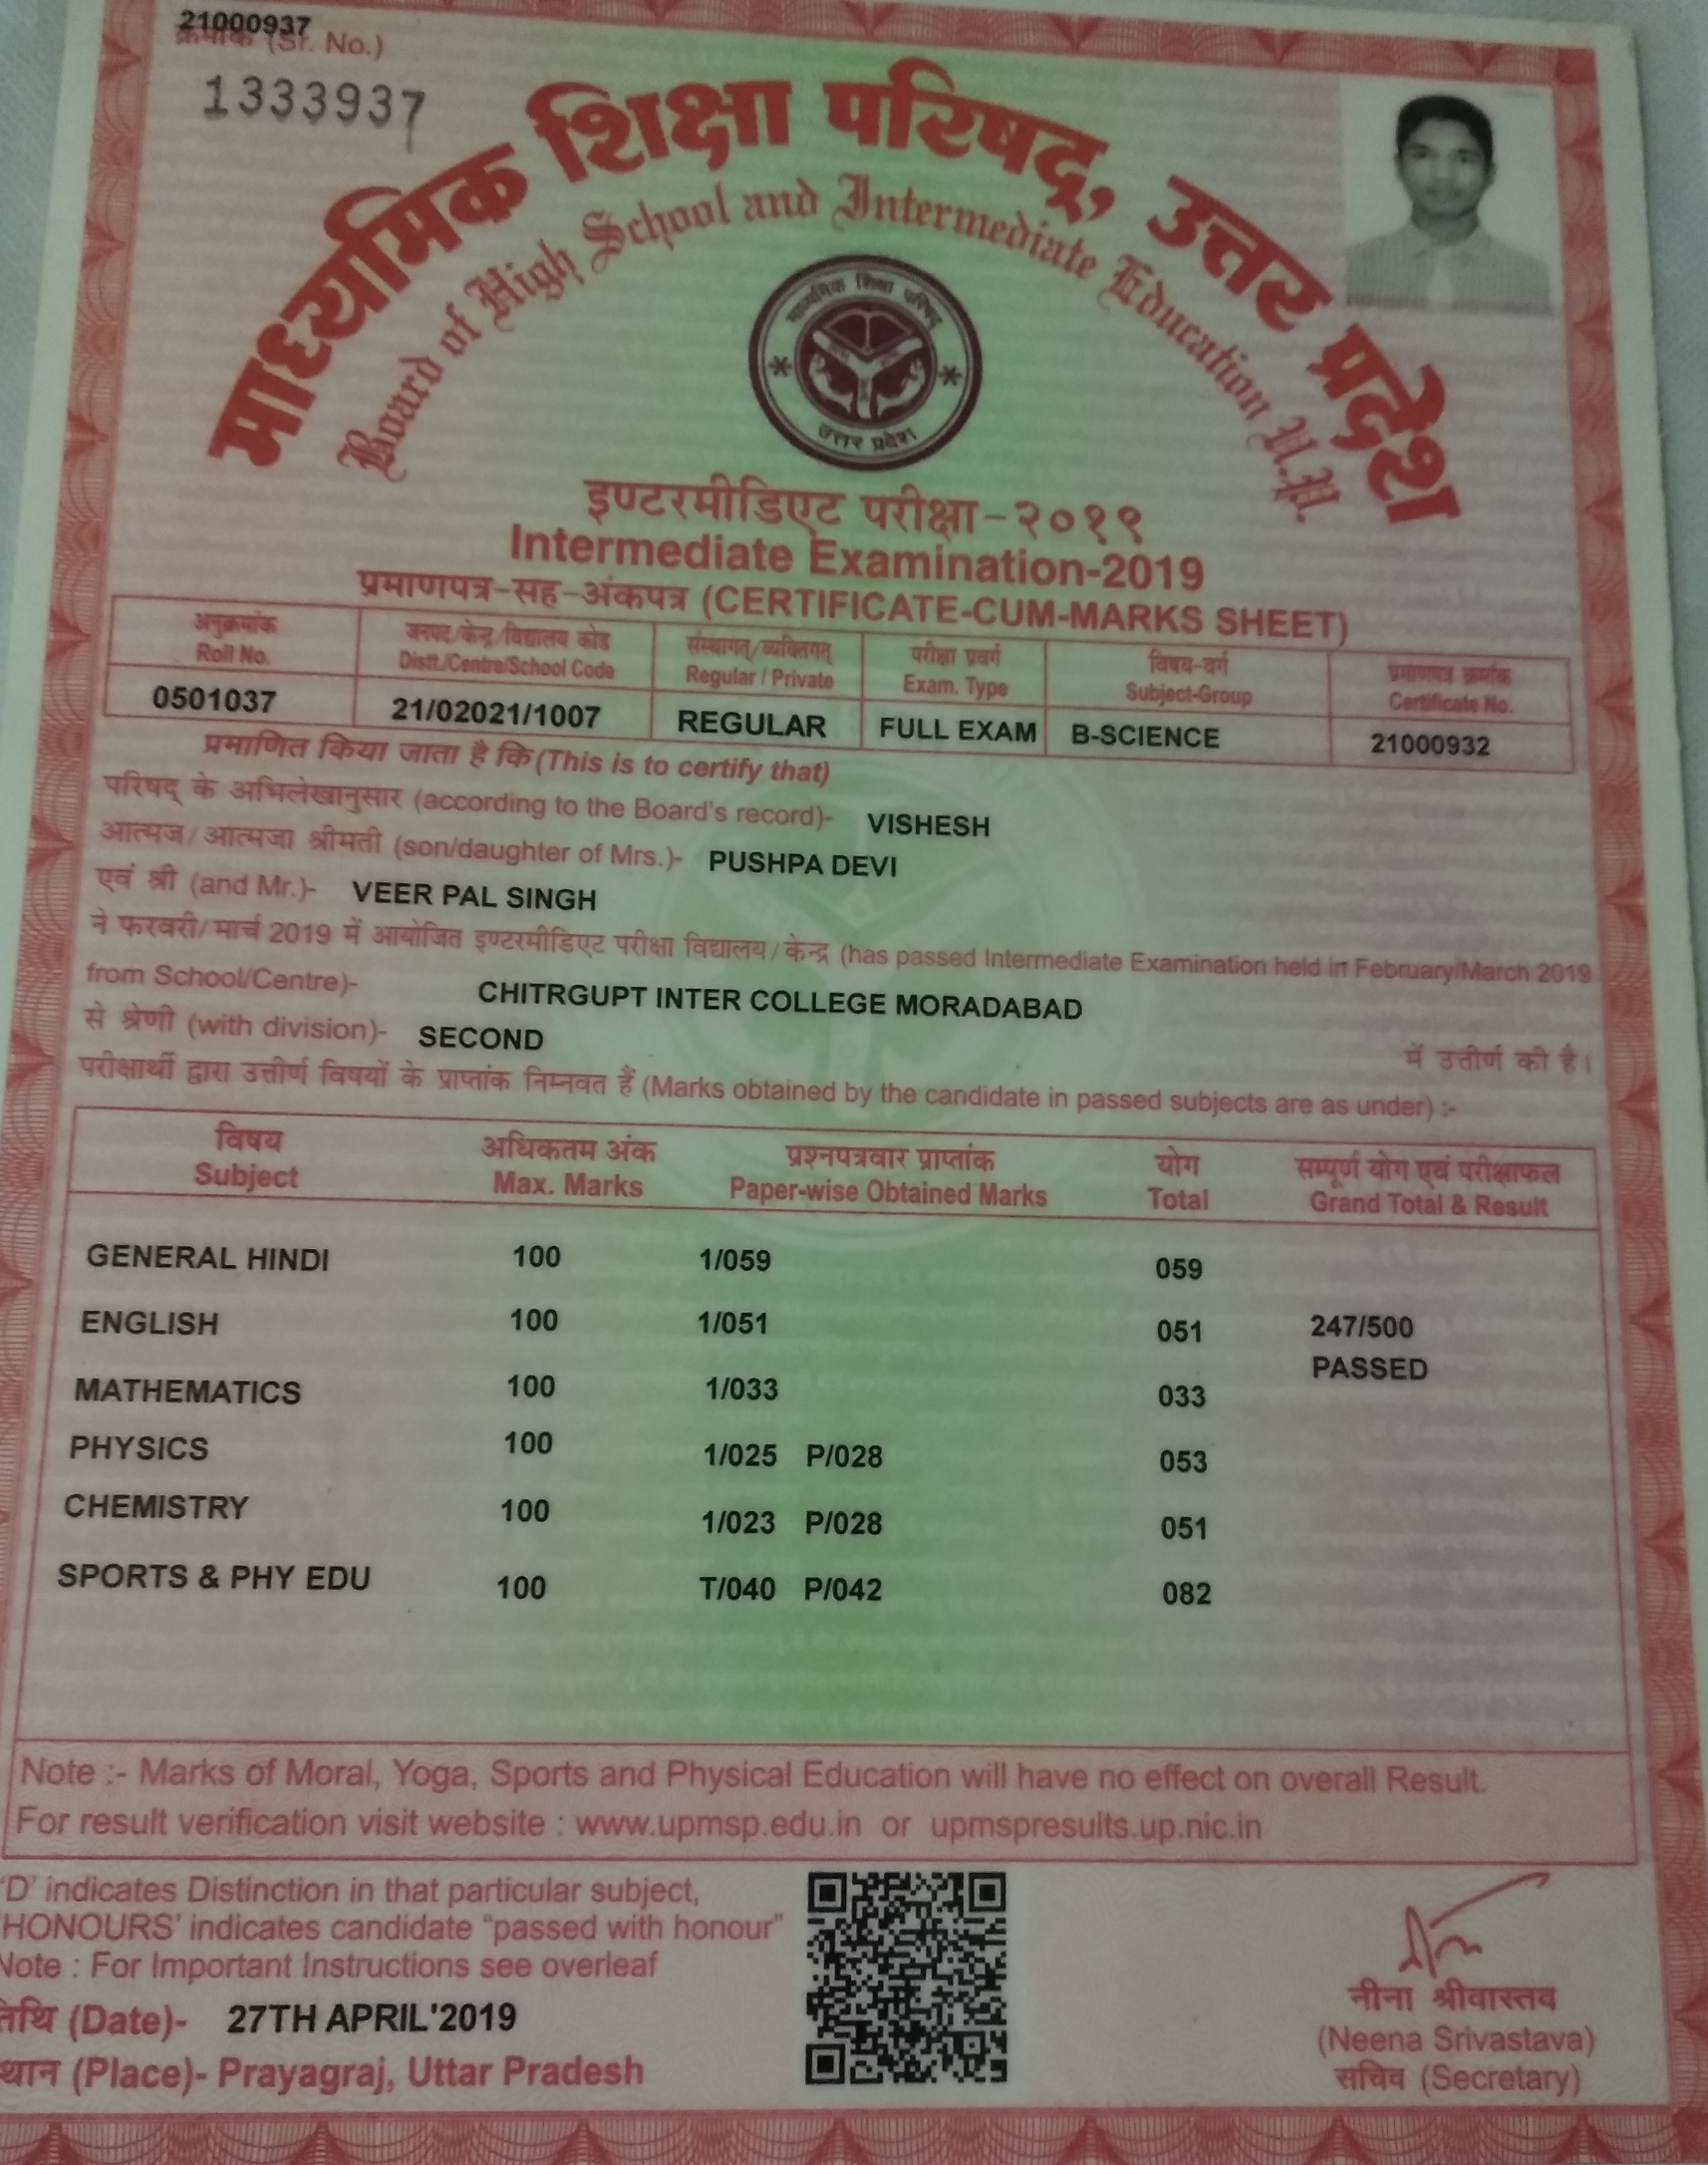 21000937
क्रमांक (Sr. No.)
1333937
माध्यमिक शिक्षा परिषद्, उत्तर प्रदेश
Board of High School and Intermediate Education U.P.
माध्यमिक शिक्षा परिषद्
उत्तर प्रदेश
इण्टरमीडिएट परीक्षा-२०१९
Intermediate Examination-2019
प्रमाणपत्र-सह-अंकपत्र (CERTIFICATE-CUM-MARKS SHEET)
अनुक्रमांक जनपद/केन्द्र/विद्यालय कोड संस्थागत्/व्यक्तिगत् परीक्षा प्रवर्ग विषय-वर्ग प्रमाणपत्र क्रमांक
Roll No. Distt./Centre/School Code Regular / Private Exam. Type Subject-Group Certificate No.
0501037 21/02021/1007 REGULAR FULL EXAM B-SCIENCE 21000932
प्रमाणित किया जाता है कि (This is to certify that)
परिषद् के अभिलेखानुसार (according to the Board's record)- VISHESH
आत्मज/आत्मजा श्रीमती (son/daughter of Mrs.)- PUSHPA DEVI
एवं श्री (and Mr.)- VEER PAL SINGH
ने फरवरी/मार्च 2019 में आयोजित इण्टरमीडिएट परीक्षा विद्यालय/केन्द्र (has passed Intermediate Examination held in February/March 2019
from School/Centre)- CHITRGUPT INTER COLLEGE MORADABAD
से श्रेणी (with division)- SECOND में उत्तीर्ण की है।
परीक्षार्थी द्वारा उत्तीर्ण विषयों के प्राप्तांक निम्नवत हैं (Marks obtained by the candidate in passed subjects are as under) :-
विषय अधिकतम अंक प्रश्नपत्रवार प्राप्तांक योग सम्पूर्ण योग एवं परीक्षाफल
Subject Max. Marks Paper-wise Obtained Marks Total Grand Total & Result
GENERAL HINDI 100 1/059 059
ENGLISH 100 1/051 051 247/500
PASSED
MATHEMATICS 100 1/033 033
PHYSICS 100 1/025 P/028 053
CHEMISTRY 100 1/023 P/028 051
SPORTS & PHY EDU 100 T/040 P/042 082
Note :- Marks of Moral, Yoga, Sports and Physical Education will have no effect on overall Result.
For result verification visit website : www.upmsp.edu.in or upmspresults.up.nic.in
'D' indicates Distinction in that particular subject,
'HONOURS' indicates candidate "passed with honour"
Note : For Important Instructions see overleaf
तिथि (Date)- 27TH APRIL'2019
थान (Place)- Prayagraj, Uttar Pradesh
नीना श्रीवास्तव
(Neena Srivastava)
सचिव (Secretary)